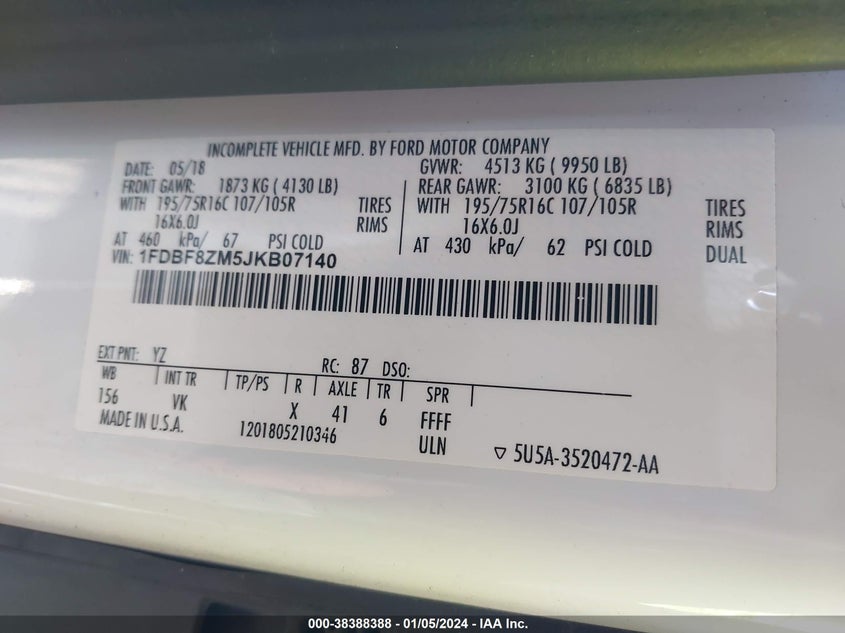 INCOMPLETE VEHICLE MFD. BY FORD MOTOR COMPANY
DATE: 05/18 GVWR: 4513 KG ( 9950 LB)
FRONT GAWR: 1873 KG ( 4130 LB) REAR GAWR: 3100 KG ( 6835 LB)
WITH 195/75R16C 107/105R TIRES WITH 195/75R16C 107/105R TIRES
16X6.0J RIMS 16X6.0J RIMS
AT 460 kPa/ 67 PSI COLD AT 430 kPa/ 62 PSI COLD DUAL
VIN: 1FDBF8ZM5JKB07140
EXT PNT: YZ RC: 87 DSO:
WB INT TR TP/PS R AXLE TR SPR
156 VK X 41 6 FFFF
MADE IN U.S.A. 1201805210346 ULN ▽ 5U5A-3520472-AA
000-38388388 - 01/05/2024 - IAA Inc.